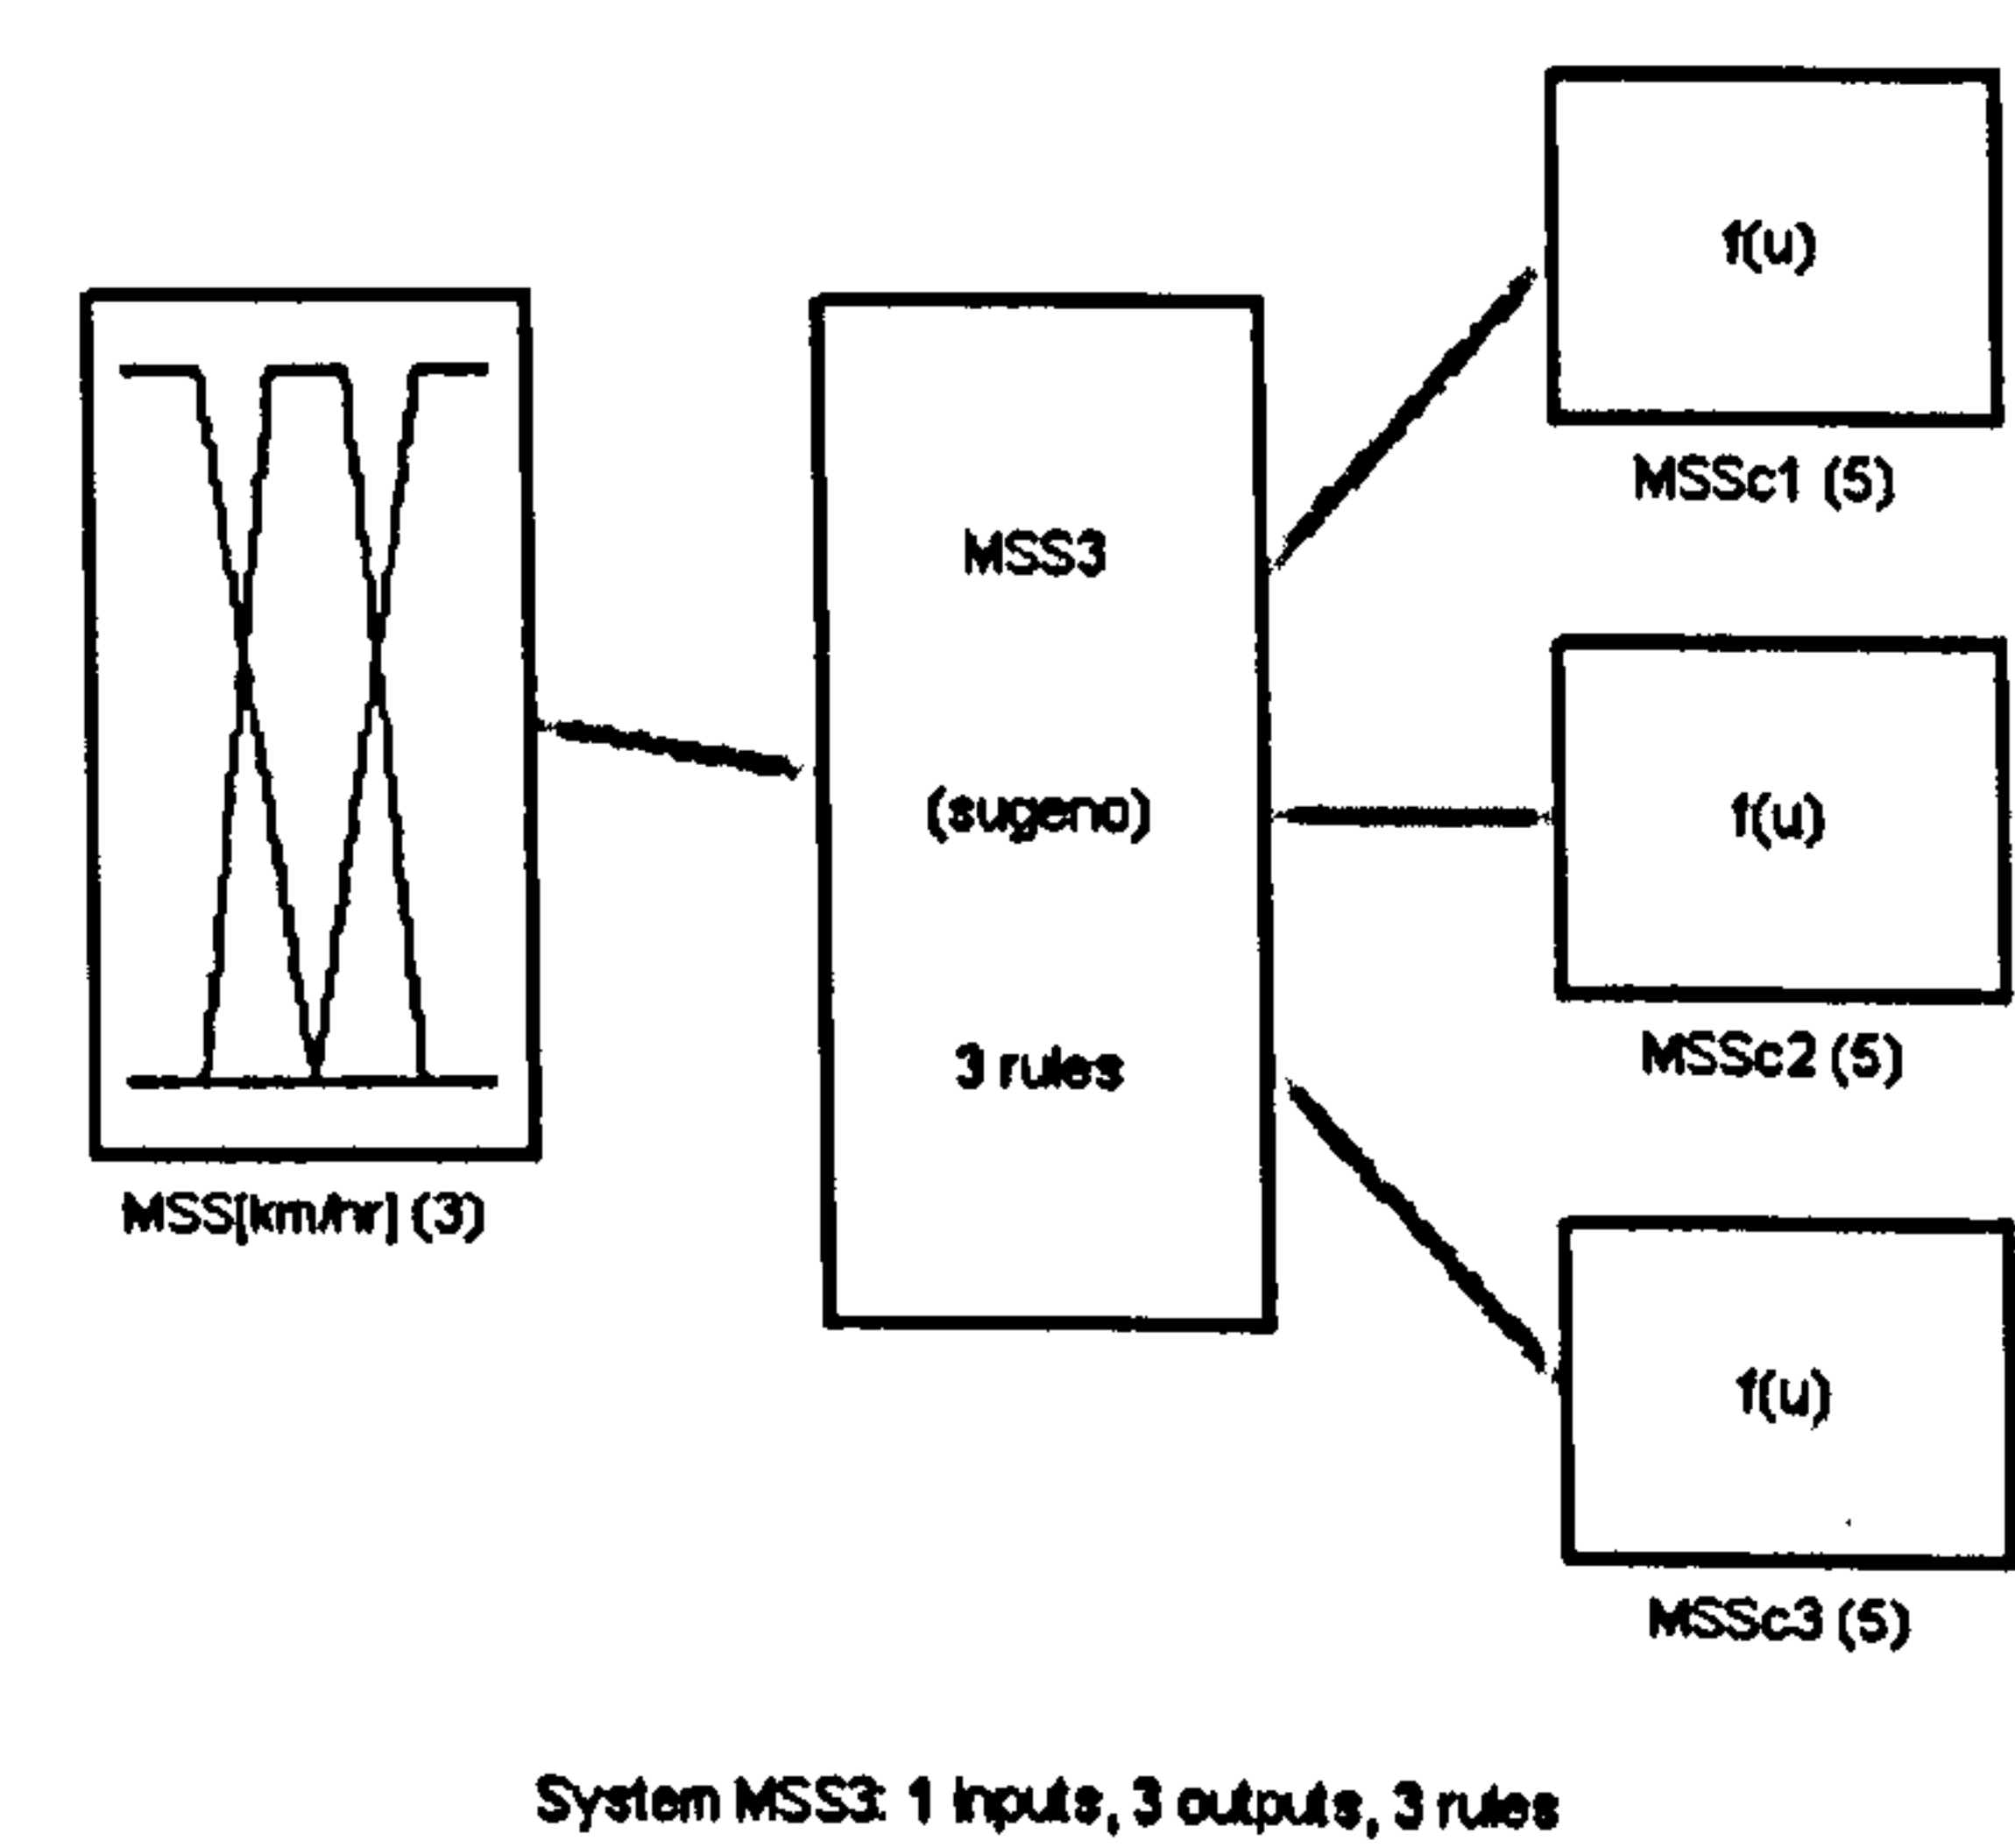 f(u)
MSSc1 (5)
MSS3
(sugeno)
3 rules
f(u)
MSSc2 (5)
MSS[km/hr] (3)
f(u)
MSSc3 (5)
System MSS3: 1 inputs, 3 outputs, 3 rules